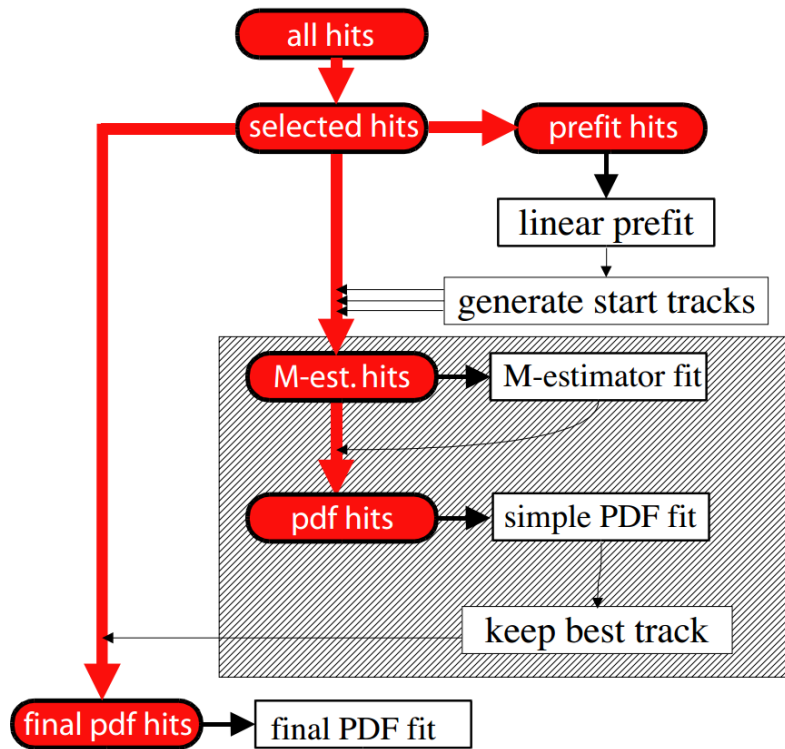 all hits
selected hits
prefit hits
linear prefit
generate start tracks
M-est. hits
M-estimator fit
pdf hits
simple PDF fit
keep best track
final pdf hits
final PDF fit